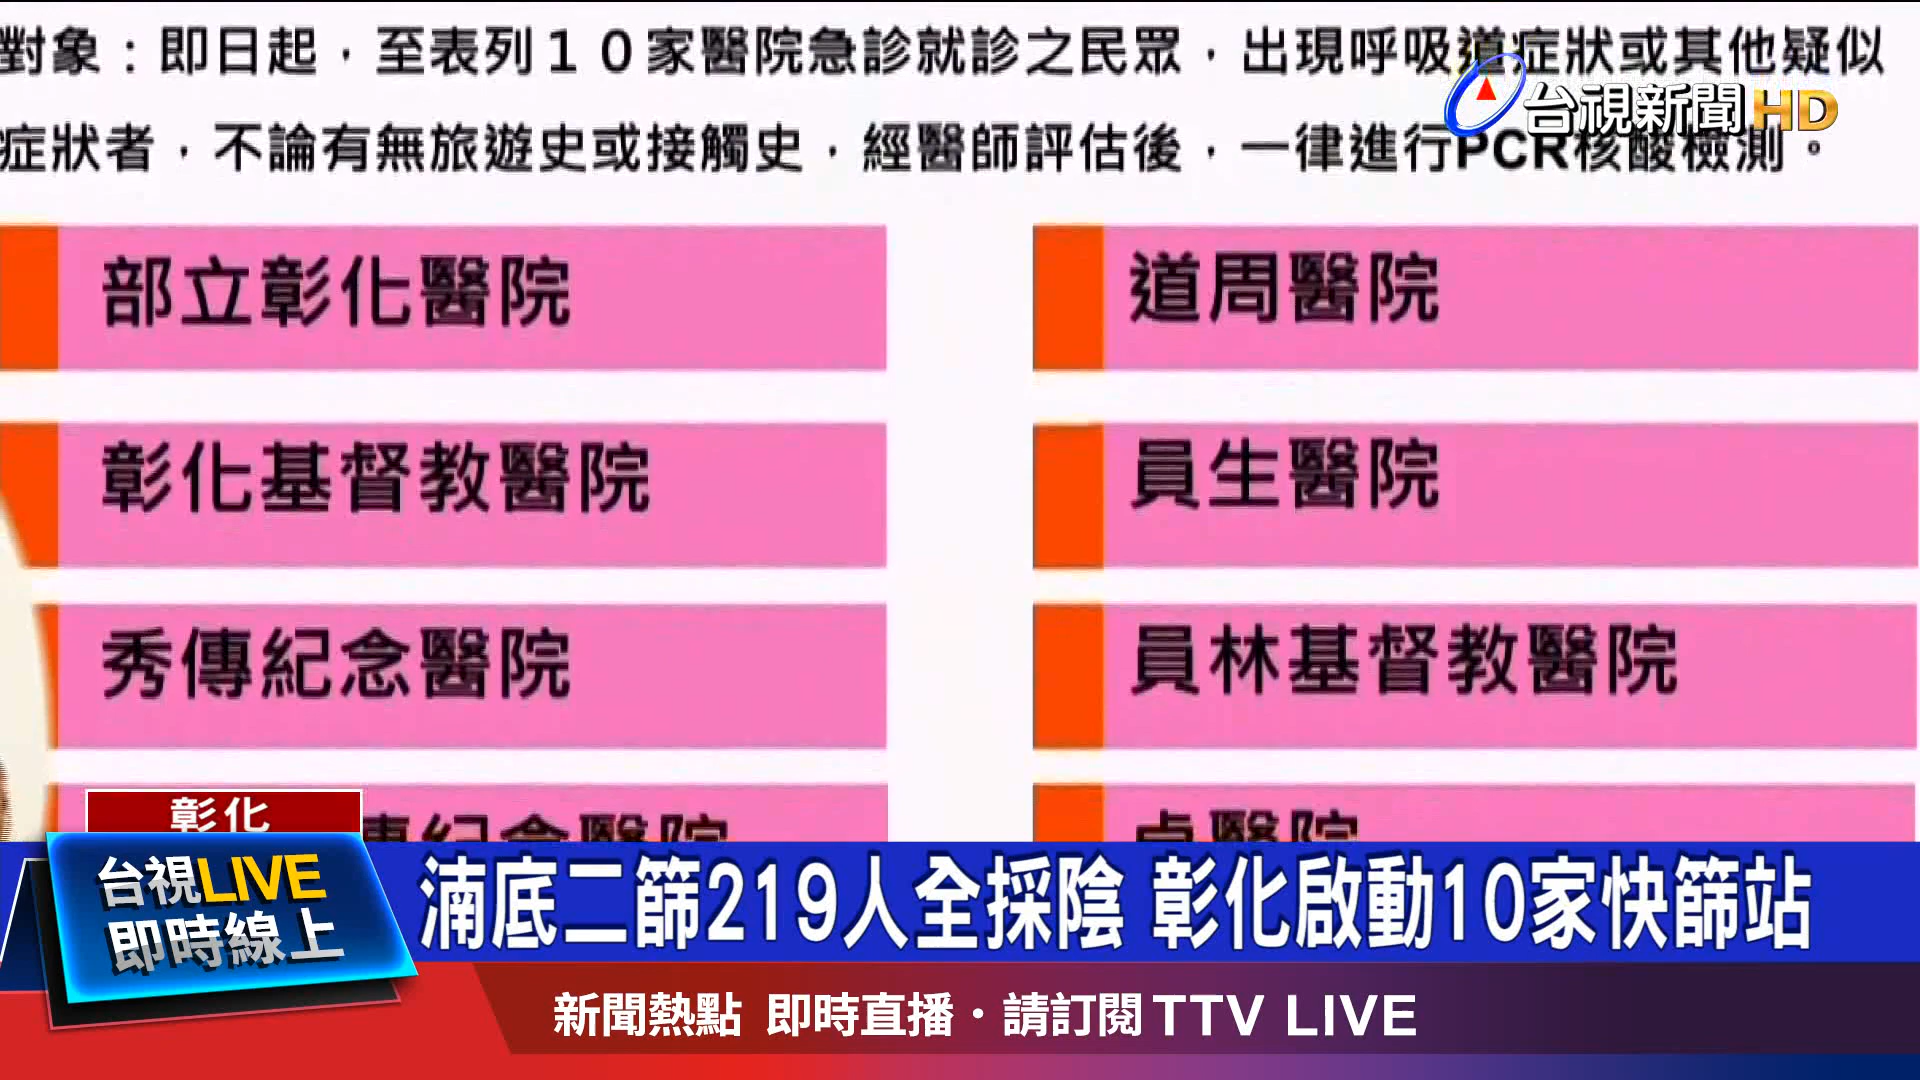 對象：即日起，至表列１０家醫院急診就診之民眾，出現呼吸道症狀或其他疑似
症狀者，不論有無旅遊史或接觸史，經醫師評估後，一律進行PCR核酸檢測。
台視新聞HD
部立彰化醫院
道周醫院
彰化基督教醫院
員生醫院
秀傳紀念醫院
員林基督教醫院
紀念醫院
醫院
彰化
台視LIVE
即時線上
湳底二篩219人全採陰 彰化啟動10家快篩站
新聞熱點 即時直播・請訂閱TTV LIVE